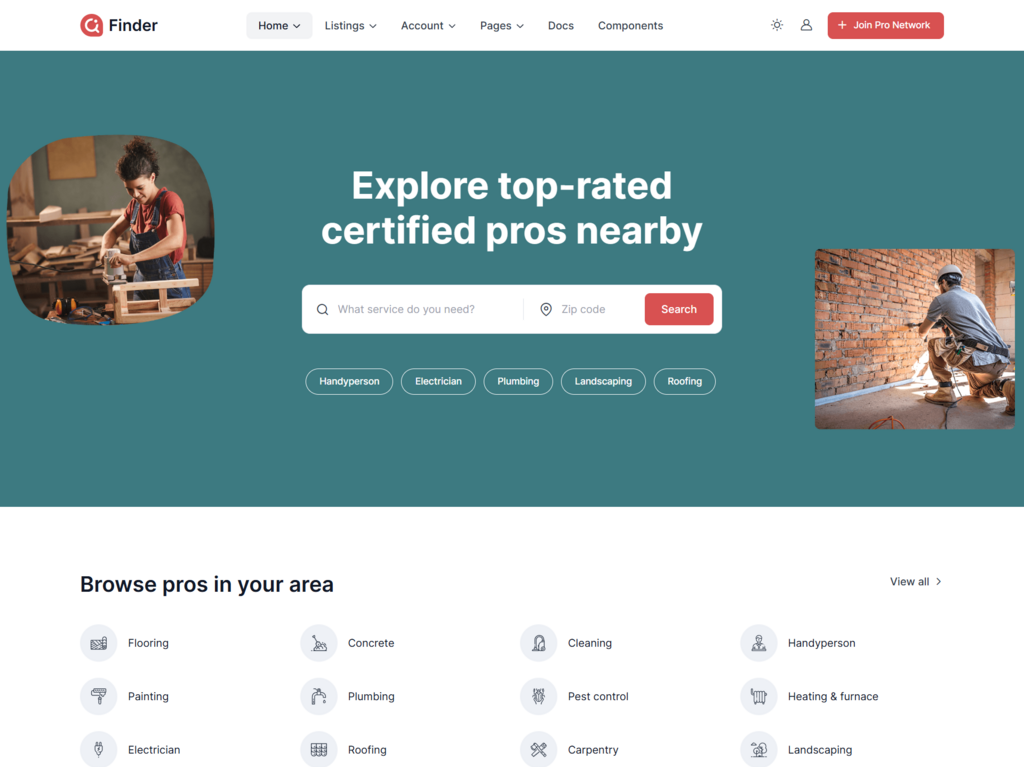 Finder
Home
Listings
Account
Pages
Docs
Components
+ Join Pro Network
Explore top-rated
certified pros nearby
What service do you need?
Zip code
Search
Handyperson
Electrician
Plumbing
Landscaping
Roofing
Browse pros in your area
View all
Flooring
Concrete
Cleaning
Handyperson
Painting
Plumbing
Pest control
Heating & furnace
Electrician
Roofing
Carpentry
Landscaping